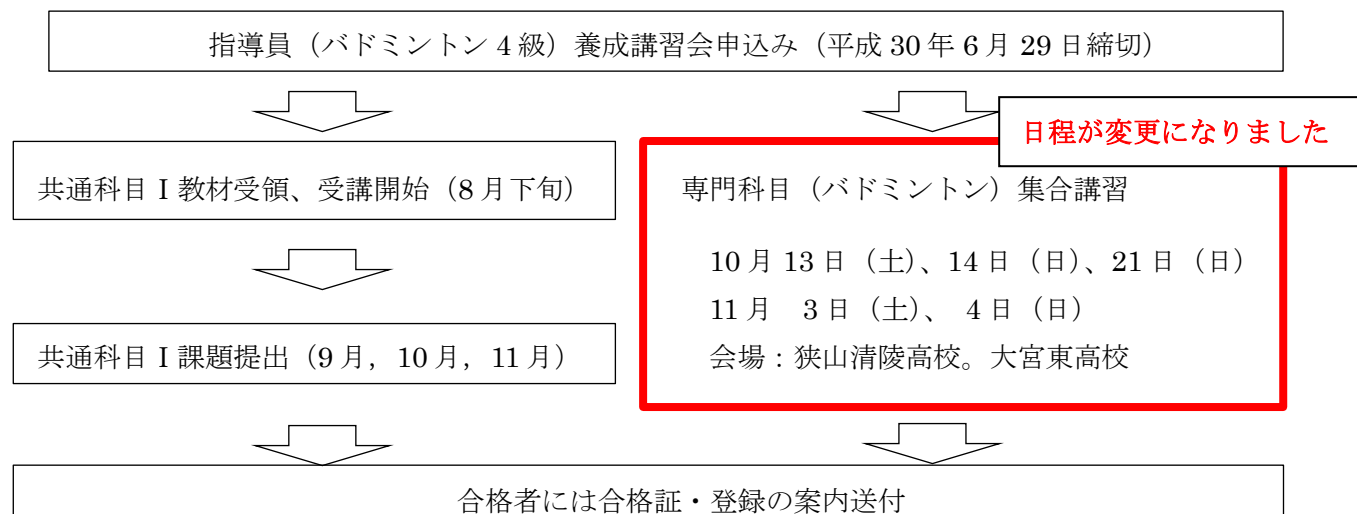 指導員（バドミントン 4 級）養成講習会申込み（平成 30 年 6 月 29 日締切）
日程が変更になりました
共通科目 I 教材受領、受講開始（8 月下旬）
専門科目（バドミントン）集合講習
10 月 13 日（土）、14 日（日）、21 日（日）
11 月　3 日（土）、 4 日（日）
会場：狭山清陵高校。大宮東高校
共通科目 I 課題提出（9 月，10 月，11 月）
合格者には合格証・登録の案内送付